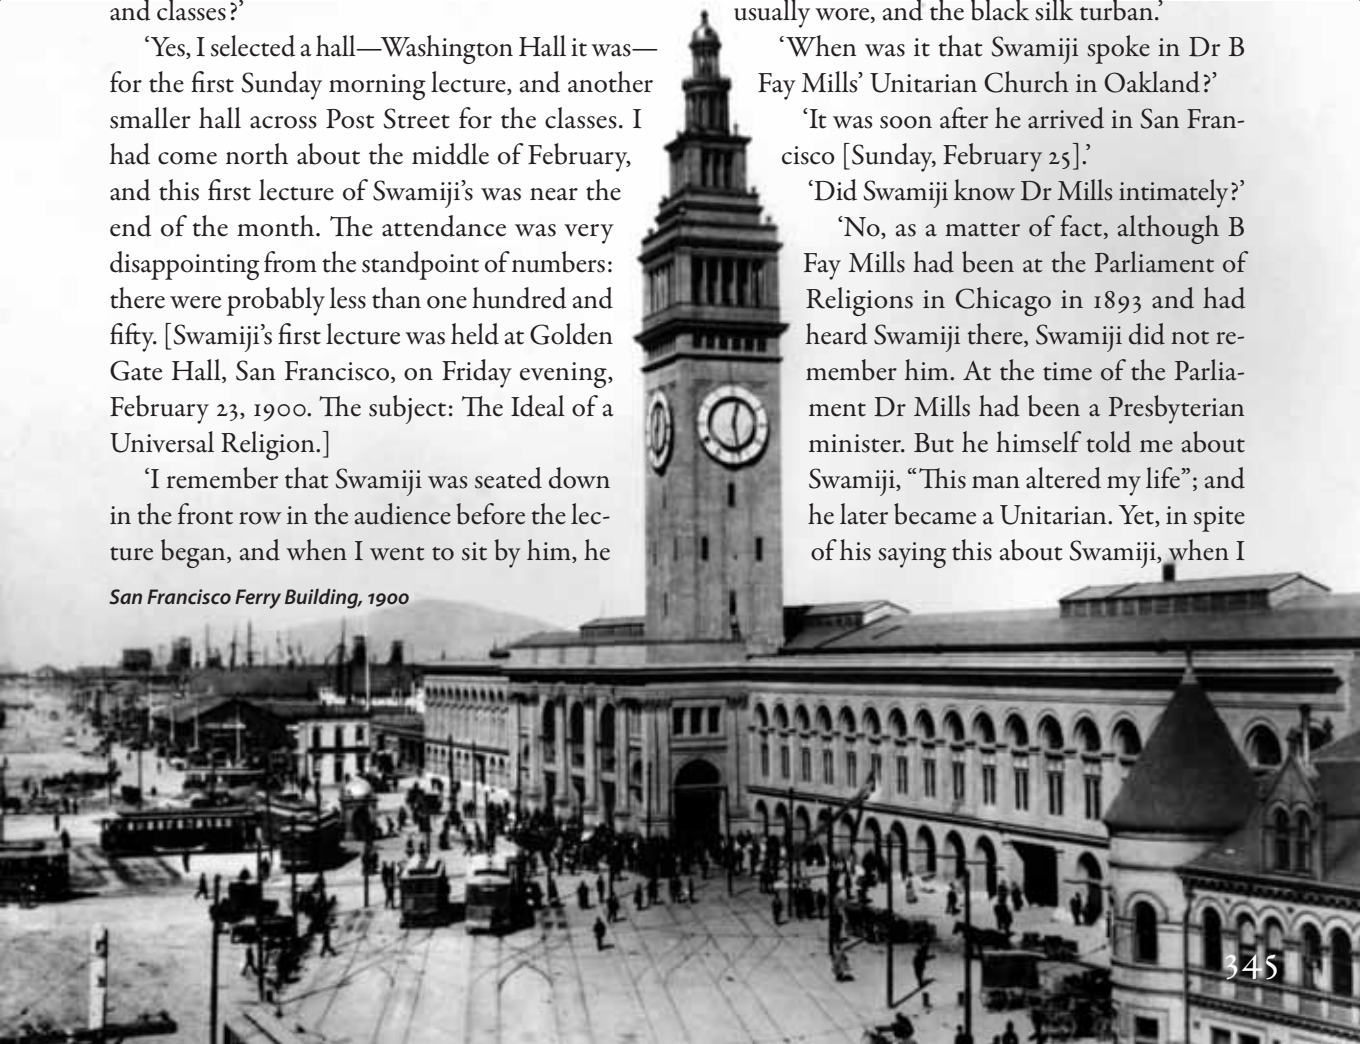 and classes?’
‘Yes, I selected a hall—Washington Hall it was—
for the first Sunday morning lecture, and another
smaller hall across Post Street for the classes. I
had come north about the middle of February,
and this first lecture of Swamiji’s was near the
end of the month. The attendance was very
disappointing from the standpoint of numbers:
there were probably less than one hundred and
fifty. [Swamiji’s first lecture was held at Golden
Gate Hall, San Francisco, on Friday evening,
February 23, 1900. The subject: The Ideal of a
Universal Religion.]
‘I remember that Swamiji was seated down
in the front row in the audience before the lec-
ture began, and when I went to sit by him, he
usually wore, and the black silk turban.’
‘When was it that Swamiji spoke in Dr B
Fay Mills’ Unitarian Church in Oakland?’
‘It was soon after he arrived in San Fran-
cisco [Sunday, February 25].’
‘Did Swamiji know Dr Mills intimately?’
‘No, as a matter of fact, although B
Fay Mills had been at the Parliament of
Religions in Chicago in 1893 and had
heard Swamiji there, Swamiji did not re-
member him. At the time of the Parlia-
ment Dr Mills had been a Presbyterian
minister. But he himself told me about
Swamiji, “This man altered my life”; and
he later became a Unitarian. Yet, in spite
of his saying this about Swamiji, when I
San Francisco Ferry Building, 1900
345